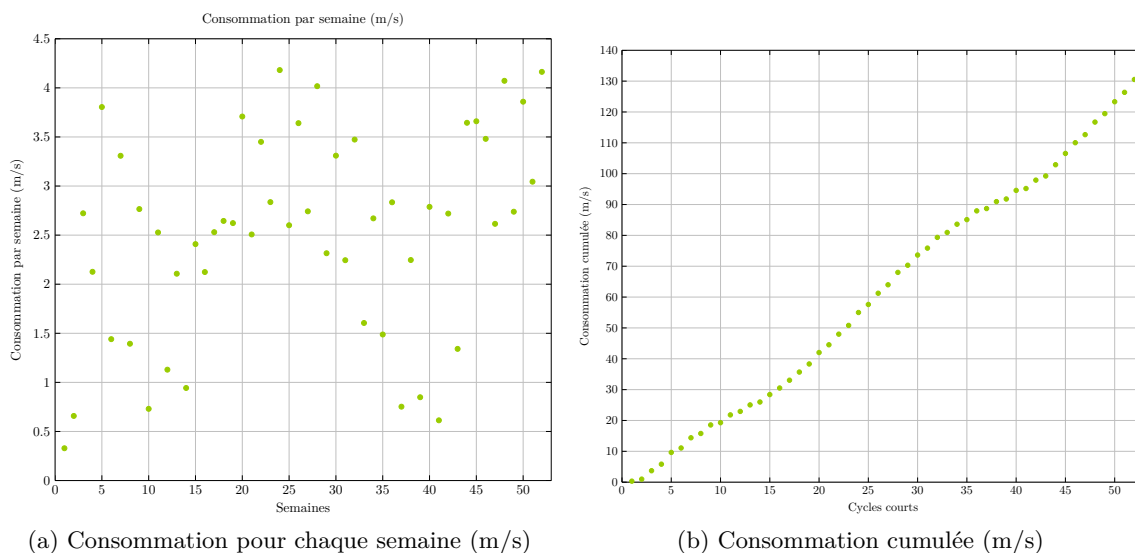 Consommation par semaine (m/s)
4.5
4
3.5
3
2.5
2
1.5
1
0.5
0
Consommation par semaine (m/s)
0 5 10 15 20 25 30 35 40 45 50
Semaines
(a) Consommation pour chaque semaine (m/s)
140
130
120
110
100
90
80
70
60
50
40
30
20
10
0
Consommation cumulée (m/s)
0 5 10 15 20 25 30 35 40 45 50
Cycles courts
(b) Consommation cumulée (m/s)